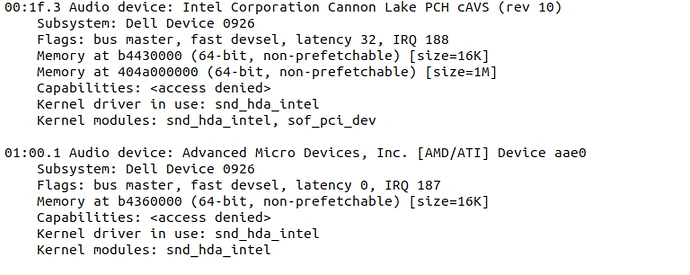 00:1f.3 Audio device: Intel Corporation Cannon Lake PCH cAVS (rev 10)
Subsystem: Dell Device 0926
Flags: bus master, fast devsel, latency 32, IRQ 188
Memory at b4430000 (64-bit, non-prefetchable) [size=16K]
Memory at 404a000000 (64-bit, non-prefetchable) [size=1M]
Capabilities: <access denied>
Kernel driver in use: snd_hda_intel
Kernel modules: snd_hda_intel, sof_pci_dev
01:00.1 Audio device: Advanced Micro Devices, Inc. [AMD/ATI] Device aae0
Subsystem: Dell Device 0926
Flags: bus master, fast devsel, latency 0, IRQ 187
Memory at b4360000 (64-bit, non-prefetchable) [size=16K]
Capabilities: <access denied>
Kernel driver in use: snd_hda_intel
Kernel modules: snd_hda_intel